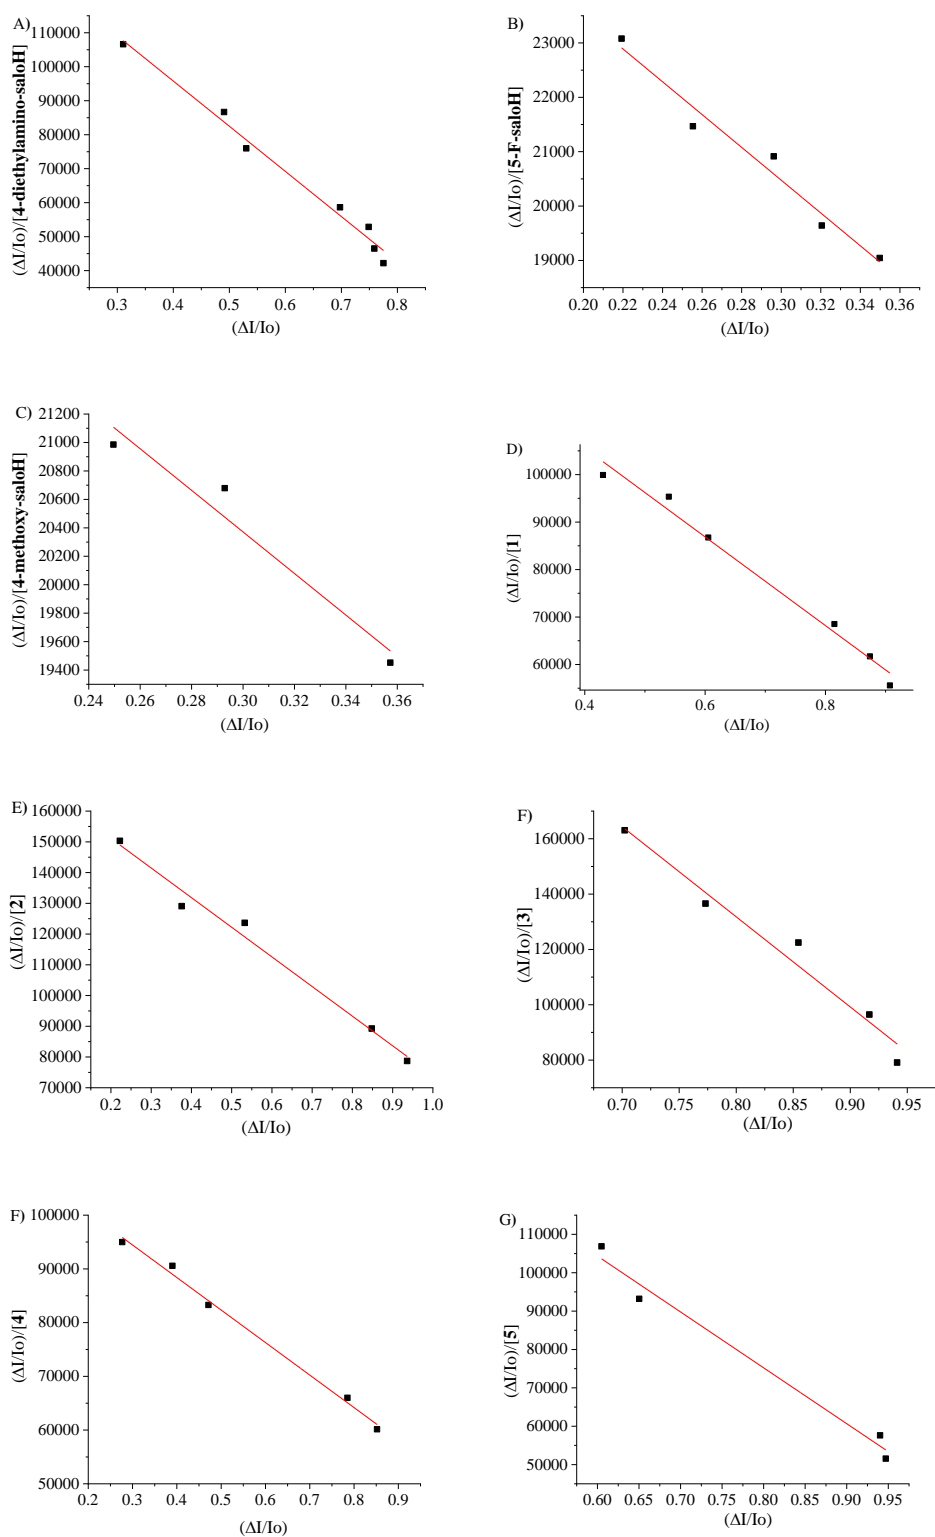 A)
110000
100000
90000
80000
70000
60000
50000
40000
0.3 0.4 0.5 0.6 0.7 0.8
(ΔI/Io)
(ΔI/Io)/[4-diethylamino-saloH]
B)
23000
22000
21000
20000
19000
0.20 0.22 0.24 0.26 0.28 0.30 0.32 0.34 0.36
(ΔI/Io)
(ΔI/Io)/[5-F-saloH]
C)
21200
21000
20800
20600
20400
20200
20000
19800
19600
19400
0.24 0.26 0.28 0.30 0.32 0.34 0.36
(ΔI/Io)
(ΔI/Io)/[4-methoxy-saloH]
D)
100000
90000
80000
70000
60000
0.4 0.6 0.8
(ΔI/Io)
(ΔI/Io)/[1]
E)
160000
150000
140000
130000
120000
110000
100000
90000
80000
70000
0.2 0.3 0.4 0.5 0.6 0.7 0.8 0.9 1.0
(ΔI/Io)
(ΔI/Io)/[2]
F)
160000
140000
120000
100000
80000
0.70 0.75 0.80 0.85 0.90 0.95
(ΔI/Io)
(ΔI/Io)/[3]
F)
100000
90000
80000
70000
60000
50000
0.2 0.3 0.4 0.5 0.6 0.7 0.8 0.9
(ΔI/Io)
(ΔI/Io)/[4]
G)
110000
100000
90000
80000
70000
60000
50000
0.60 0.65 0.70 0.75 0.80 0.85 0.90 0.95
(ΔI/Io)
(ΔI/Io)/[5]